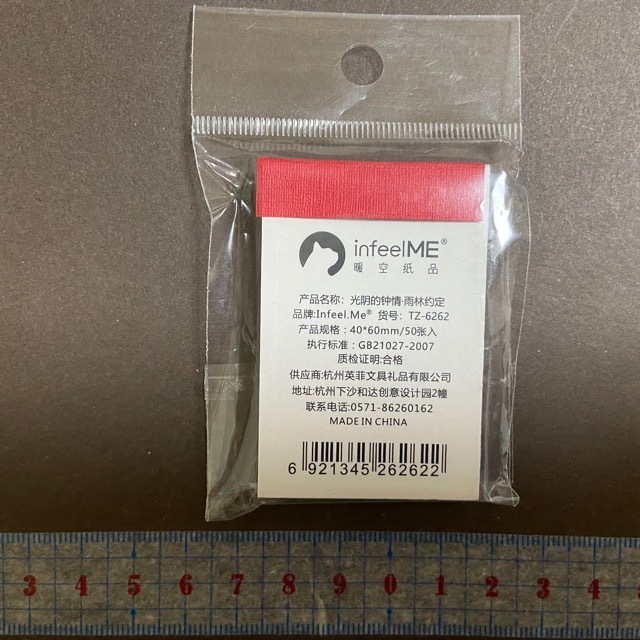 infeelME®
暖空纸品
产品名称：光阴的钟情·雨林约定
品牌:Infeel.Me® 货号：TZ-6262
产品规格：40*60mm/50张入
执行标准：GB21027-2007
质检证明:合格
供应商:杭州英菲文具礼品有限公司
地址:杭州下沙和达创意设计园2幢
联系电话:0571-86260162
MADE IN CHINA
6 921345 262622
3 4 5 6 7 8 9 0 1 2 3 4 5